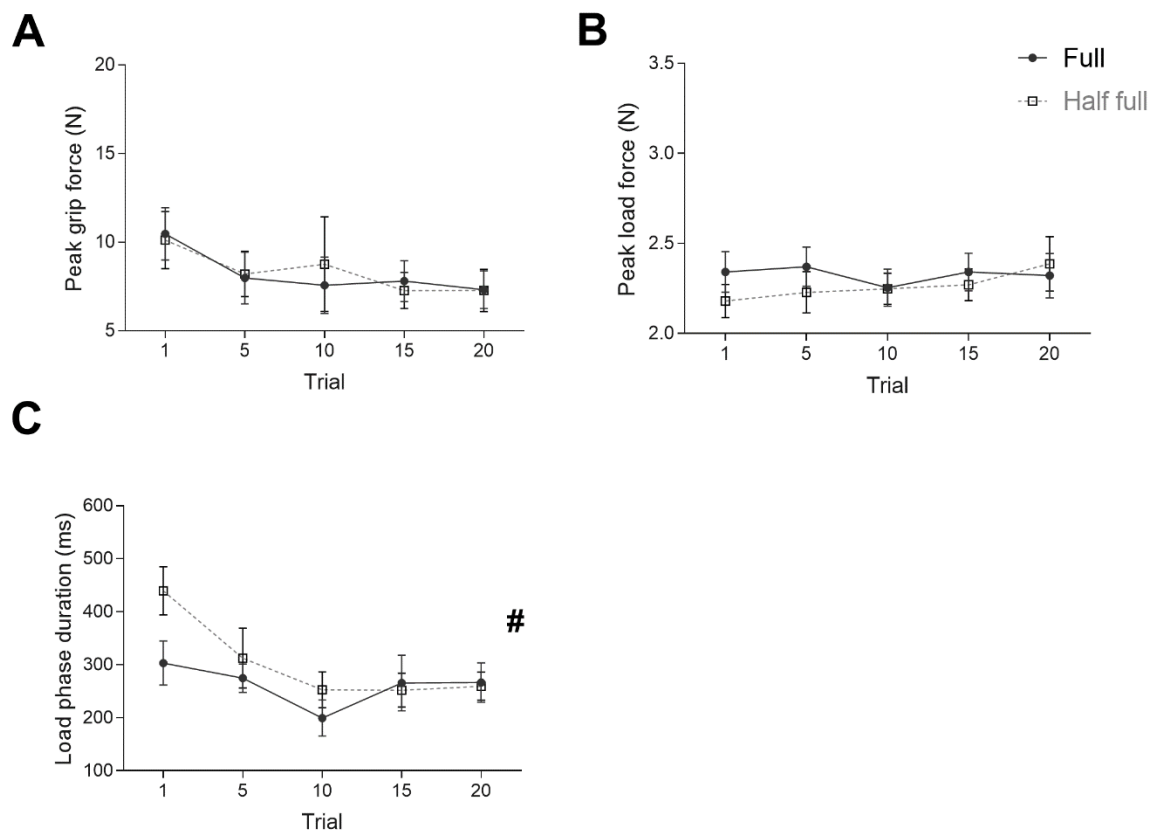 A
Peak grip force (N)
20
15
10
5
1 5 10 15 20
Trial
B
Peak load force (N)
3.5
3.0
2.5
2.0
1 5 10 15 20
Trial
Full
Half full
C
Load phase duration (ms)
600
500
400
300
200
100
1 5 10 15 20
Trial
#